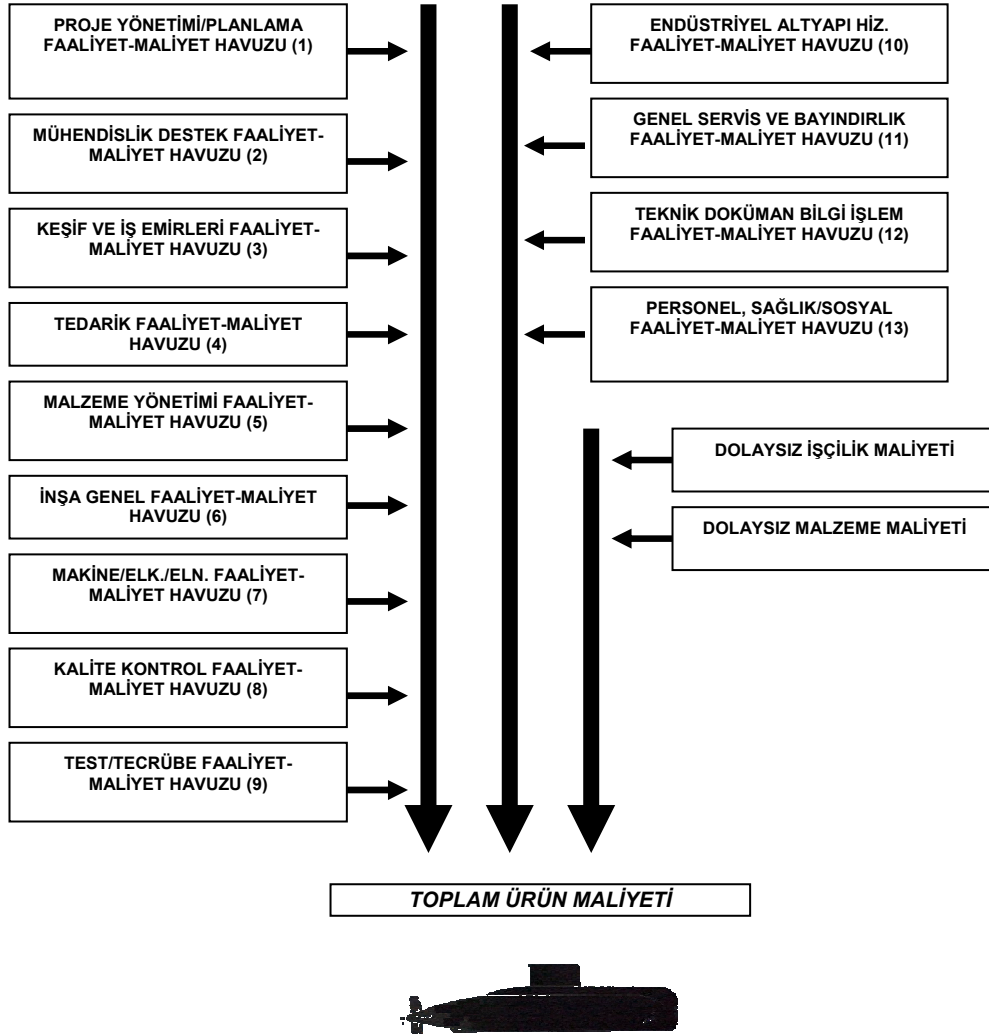 PROJE YÖNETİMİ/PLANLAMA
FAALİYET-MALİYET HAVUZU (1)
MÜHENDİSLİK DESTEK FAALİYET-
MALİYET HAVUZU (2)
KEŞİF VE İŞ EMİRLERİ FAALİYET-
MALİYET HAVUZU (3)
TEDARİK FAALİYET-MALİYET
HAVUZU (4)
MALZEME YÖNETİMİ FAALİYET-
MALİYET HAVUZU (5)
İNŞA GENEL FAALİYET-MALİYET
HAVUZU (6)
MAKİNE/ELK./ELN. FAALİYET-
MALİYET HAVUZU (7)
KALİTE KONTROL FAALİYET-
MALİYET HAVUZU (8)
TEST/TECRÜBE FAALİYET-
MALİYET HAVUZU (9)
ENDÜSTRİYEL ALTYAPI HİZ.
FAALİYET-MALİYET HAVUZU (10)
GENEL SERVİS VE BAYINDIRLIK
FAALİYET-MALİYET HAVUZU (11)
TEKNİK DOKÜMAN BİLGİ İŞLEM
FAALİYET-MALİYET HAVUZU (12)
PERSONEL, SAĞLIK/SOSYAL
FAALİYET-MALİYET HAVUZU (13)
DOLAYSIZ İŞÇİLİK MALİYETİ
DOLAYSIZ MALZEME MALİYETİ
TOPLAM ÜRÜN MALİYETİ